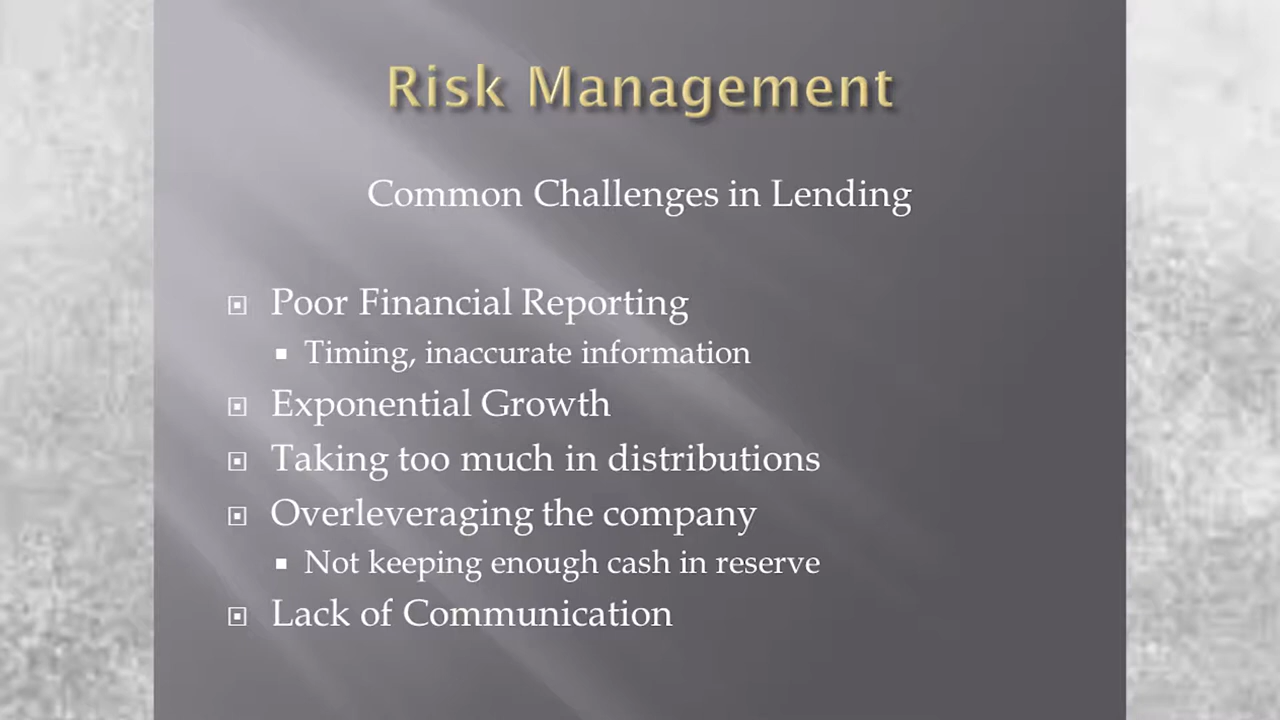 Risk Management
Common Challenges in Lending
Poor Financial Reporting
Timing, inaccurate information
Exponential Growth
Taking too much in distributions
Overleveraging the company
Not keeping enough cash in reserve
Lack of Communication